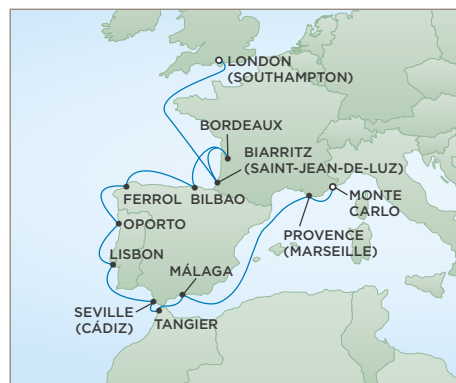 LONDON
(SOUTHAMPTON)
BORDEAUX
BIARRITZ
(SAINT-JEAN-DE-LUZ)
FERROL
BILBAO
MONTE
CARLO
OPORTO
PROVENCE
(MARSEILLE)
LISBON
MÁLAGA
SEVILLE
(CÁDIZ)
TANGIER